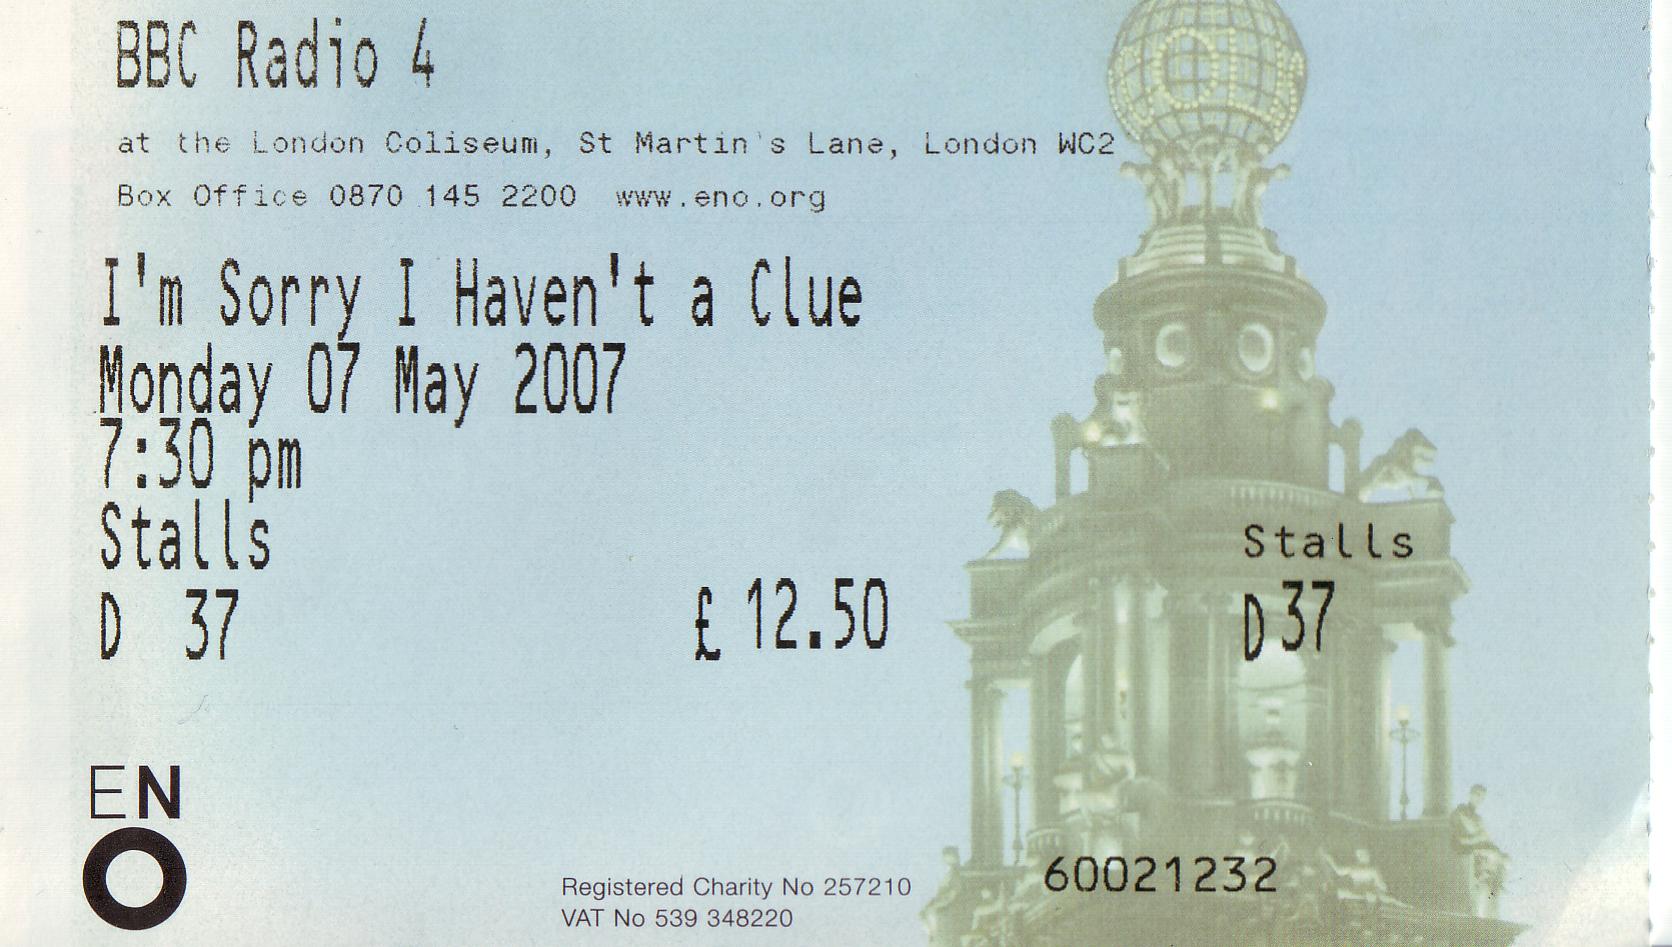 BBC Radio 4
at the London Coliseum, St Martin's Lane, London WC2
Box Office 0870 145 2200 www.eno.org
I'm Sorry I Haven't a Clue
Monday 07 May 2007
7:30 pm
Stalls
D 37
£ 12.50
Stalls
D 37
EN
O
Registered Charity No 257210
VAT No 539 348220
60021232